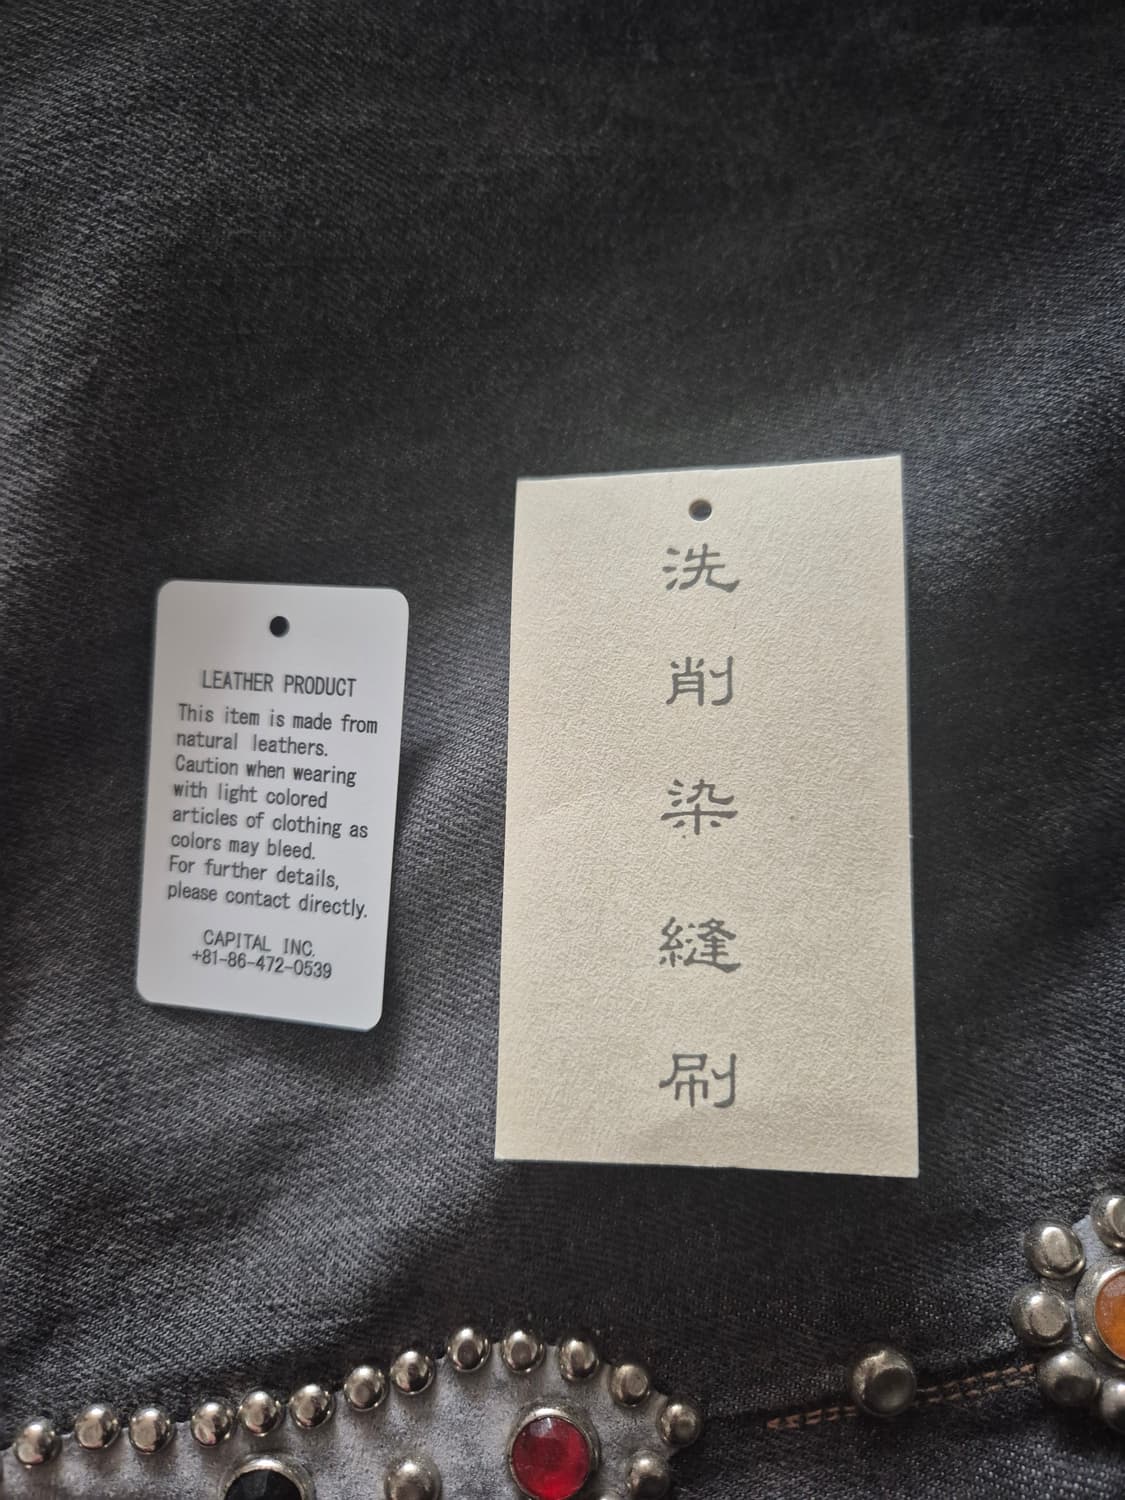 LEATHER PRODUCT
This item is made from
natural leathers.
Caution when wearing
with light colored
articles of clothing as
colors may bleed.
For further details,
please contact directly.
CAPITAL INC.
+81-86-472-0539
洗
削
染
縫
刷